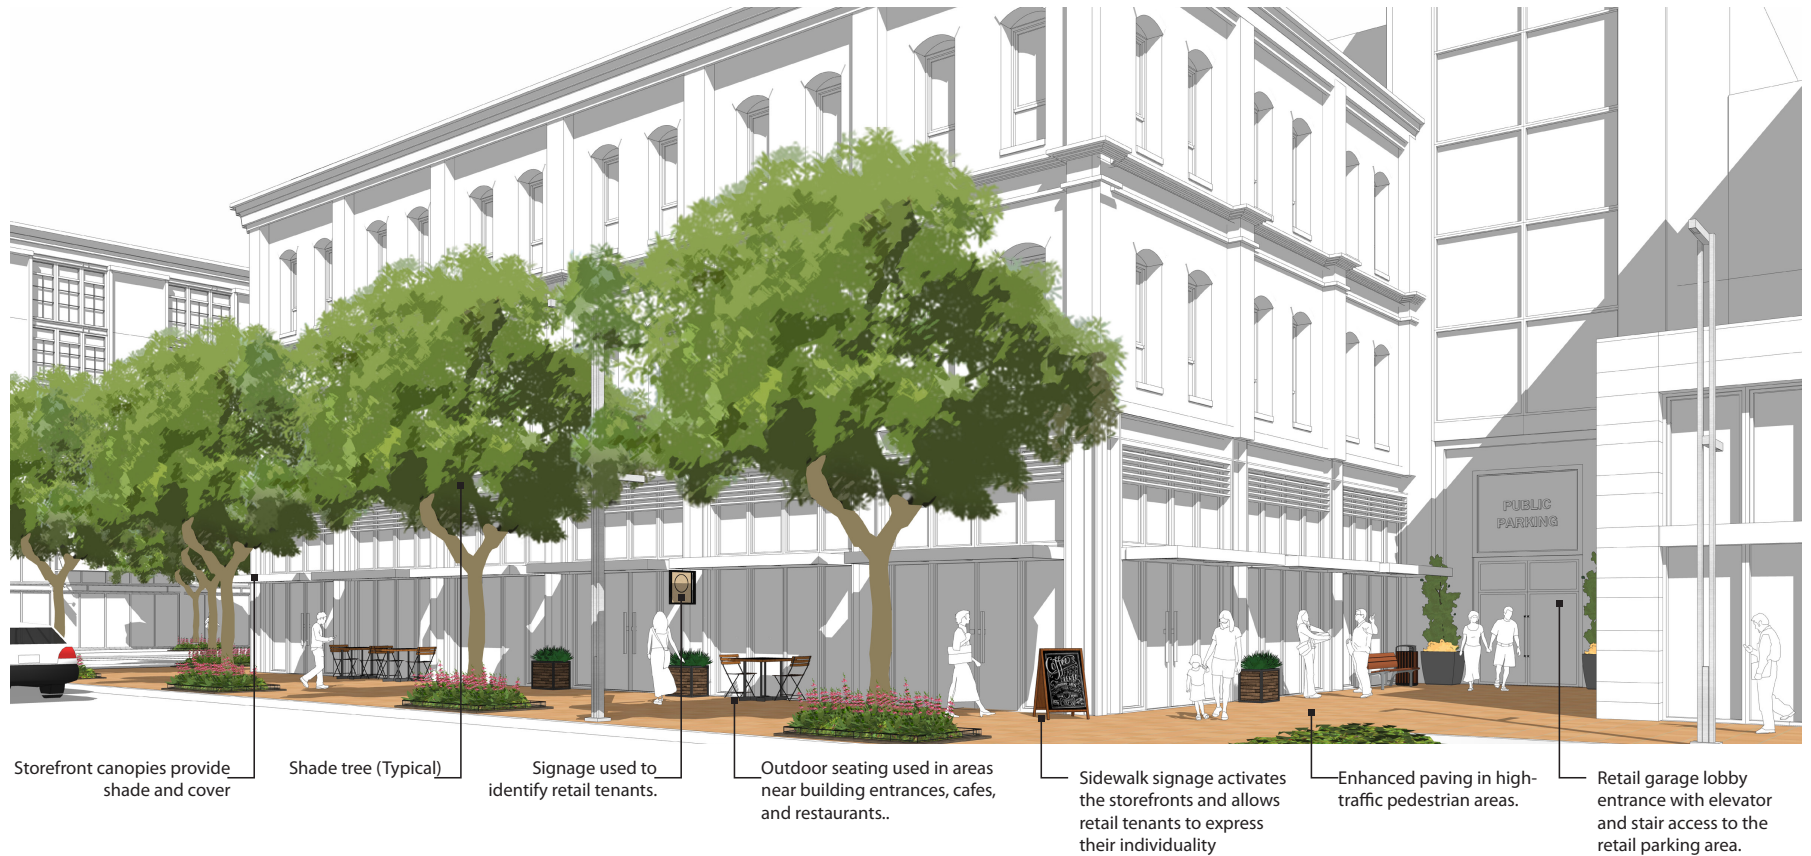 PUBLIC
PARKING
Coffee
Storefront canopies provide
shade and cover
Shade tree (Typical)
Signage used to
identify retail tenants.
Outdoor seating used in areas
near building entrances, cafes,
and restaurants..
Sidewalk signage activates
the storefronts and allows
retail tenants to express
their individuality
Enhanced paving in high-
traffic pedestrian areas.
Retail garage lobby
entrance with elevator
and stair access to the
retail parking area.